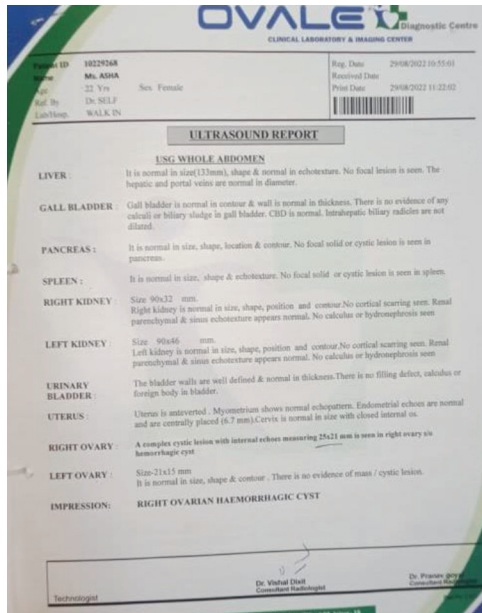 OVALE Diagnostic Centre
CLINICAL LABORATORY & IMAGING CENTER
Patient ID 10229268
Name Ms. ASHA
Age 22 Yrs Sex Female
Ref. By Dr. SELF
Lab/Hosp. WALK IN
Reg. Date 29/08/2022 10:55:01
Received Date
Print Date 29/08/2022 11:22:02
ULTRASOUND REPORT
USG WHOLE ABDOMEN
LIVER : It is normal in size(133mm), shape & normal in echotexture. No focal lesion is seen. The
hepatic and portal veins are normal in diameter.
GALL BLADDER : Gall bladder is normal in contour & wall is normal in thickness. There is no evidence of any
calculi or biliary sludge in gall bladder. CBD is normal. Intrahepatic biliary radicles are not
dilated.
PANCREAS : It is normal in size, shape, location & contour. No focal solid or cystic lesion is seen in
pancreas.
SPLEEN : It is normal in size, shape & echotexture. No focal solid or cystic lesion is seen in spleen.
RIGHT KIDNEY : Size 90x32 mm.
Right kidney is normal in size, shape, position and contour.No cortical scarring seen. Renal
parenchymal & sinus echotexture appears normal. No calculus or hydronephrosis seen
LEFT KIDNEY : Size 90x46 mm.
Left kidney is normal in size, shape, position and contour.No cortical scarring seen. Renal
parenchymal & sinus echotexture appears normal. No calculus or hydronephrosis seen
URINARY
BLADDER : The bladder walls are well defined & normal in thickness.There is no filling defect, calculus or
foreign body in bladder.
UTERUS : Uterus is anteverted . Myometrium shows normal echopattern. Endometrial echoes are normal
and are centrally placed (6.7 mm).Cervix is normal in size with closed internal os.
RIGHT OVARY : A complex cystic lesion with internal echoes measuring 25x21 mm is seen in right ovary s/o
hemorrhagic cyst
LEFT OVARY : Size-21x15 mm
It is normal in size, shape & contour . There is no evidence of mass / cystic lesion.
IMPRESSION: RIGHT OVARIAN HAEMORRHAGIC CYST
Technologist
Dr. Vishal Dixit
Consultant Radiologist
Dr. Pranav
Consultant